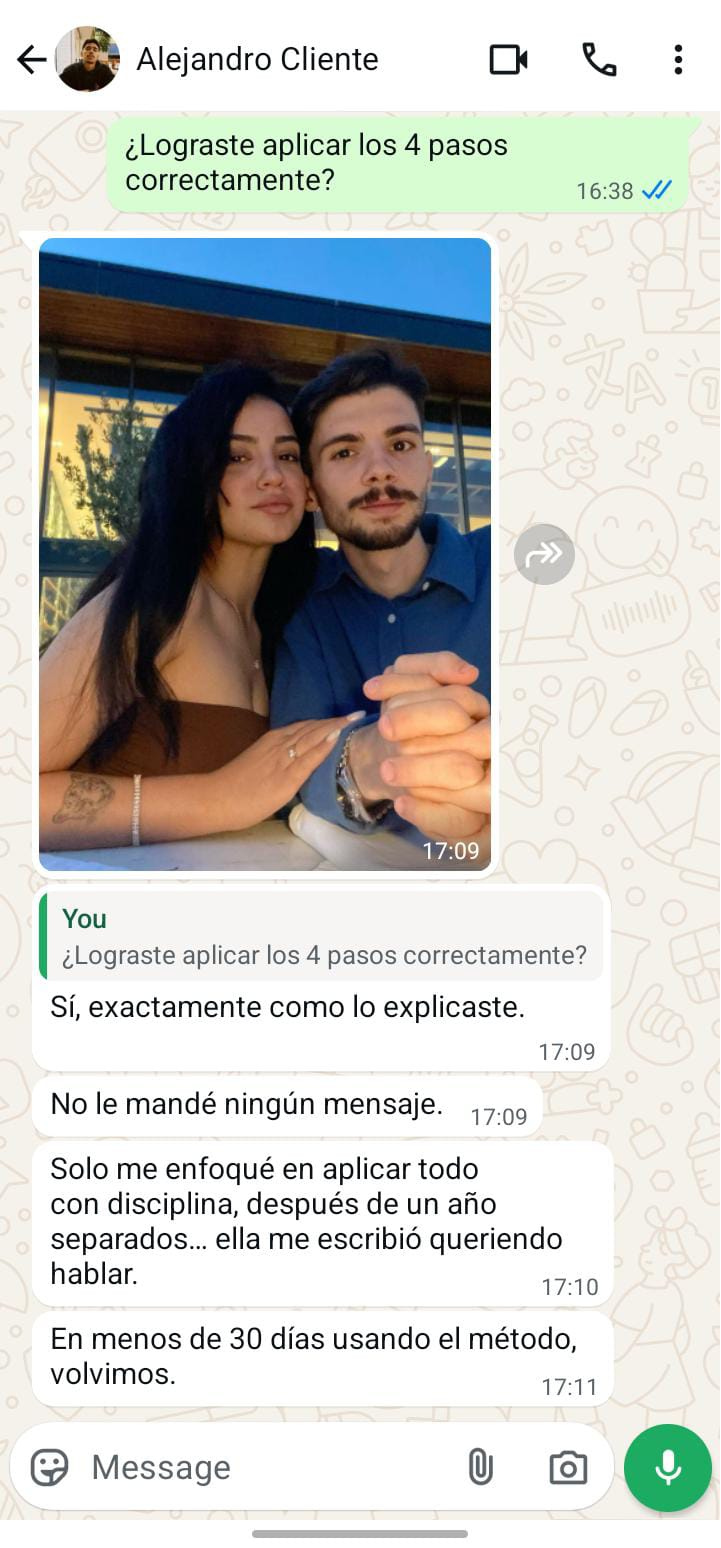 Alejandro Cliente
¿Lograste aplicar los 4 pasos
correctamente?
16:38
17:09
You
¿Lograste aplicar los 4 pasos correctamente?
Sí, exactamente como lo explicaste.
17:09
No le mandé ningún mensaje.
17:09
Solo me enfoqué en aplicar todo
con disciplina, después de un año
separados... ella me escribió queriendo
hablar.
17:10
En menos de 30 días usando el método,
volvimos.
17:11
Message